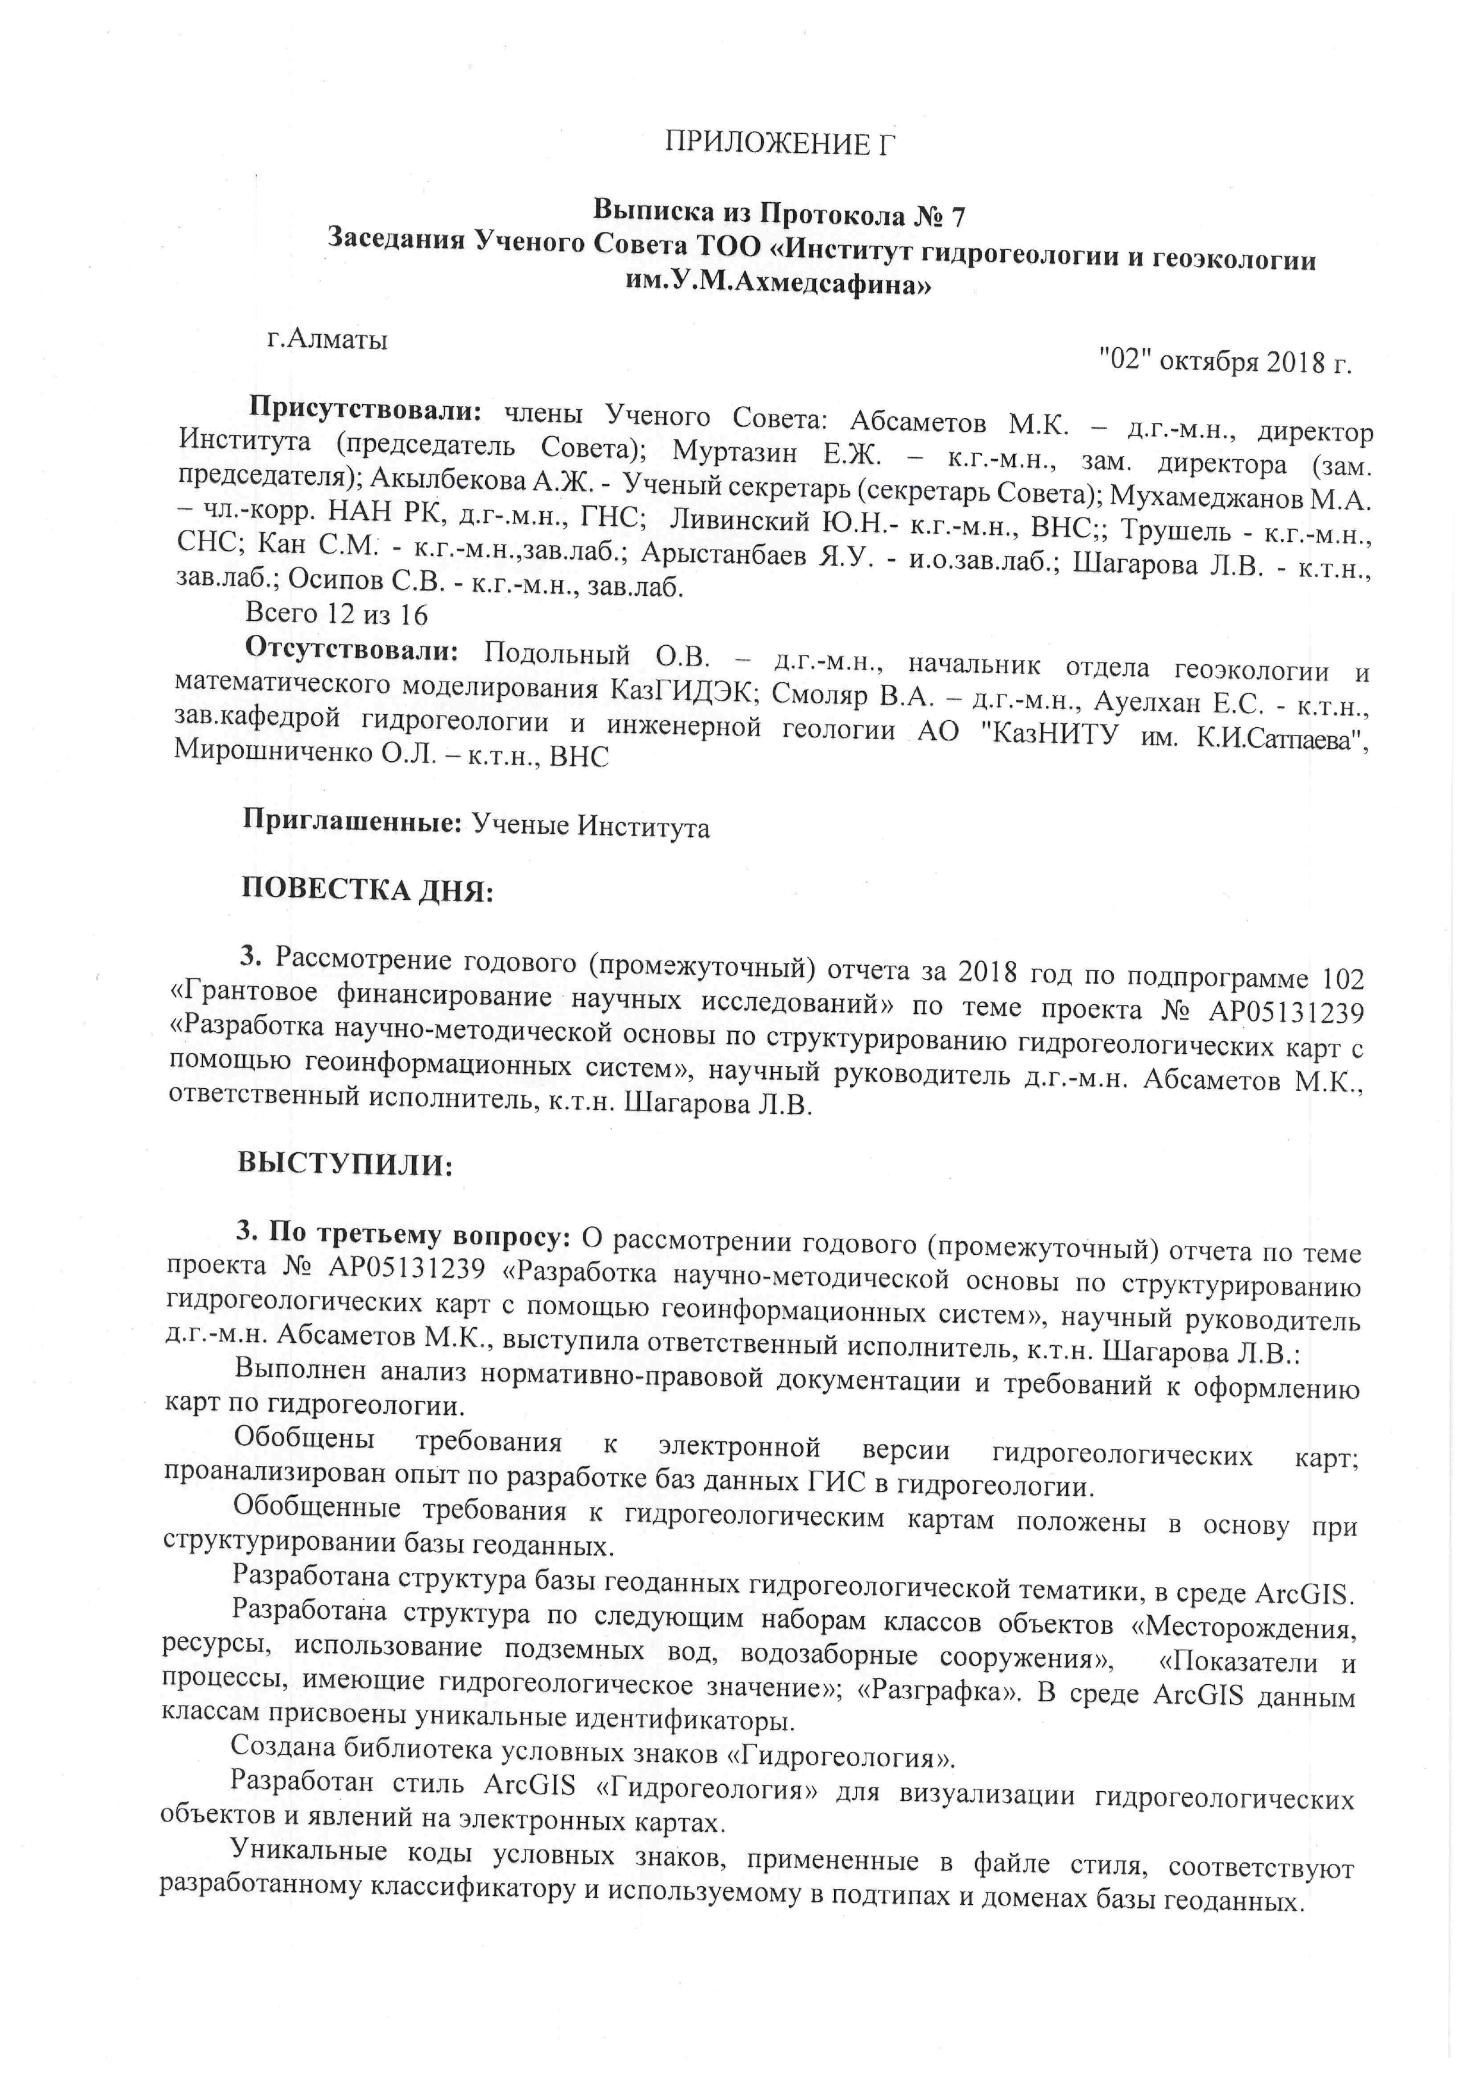 ПРИЛОЖЕНИЕ Г
Выписка из Протокола № 7
Заседания Ученого Совета ТОО «Институт гидрогеологии и геоэкологии
им.У.М.Ахмедсафина»
г.Алматы
"02" октября 2018 г.
Присутствовали: члены Ученого Совета: Абсаметов М.К. – д.г.-м.н., директор
Института (председатель Совета); Муртазин Е.Ж. – к.г.-м.н., зам. директора (зам.
председателя); Акылбекова А.Ж. - Ученый секретарь (секретарь Совета); Мухамеджанов М.А.
– чл.-корр. НАН РК, д.г-.м.н., ГНС; Ливинский Ю.Н.- к.г.-м.н., ВНС;; Трушель - к.г.-м.н.,
СНС; Кан С.М. - к.г.-м.н.,зав.лаб.; Арыстанбаев Я.У. - и.о.зав.лаб.; Шагарова Л.В. - к.т.н.,
зав.лаб.; Осипов С.В. - к.г.-м.н., зав.лаб.
Всего 12 из 16
Отсутствовали: Подольный О.В. – д.г.-м.н., начальник отдела геоэкологии и
математического моделирования КазГИДЭК; Смоляр В.А. – д.г.-м.н., Ауелхан Е.С. - к.т.н.,
зав.кафедрой гидрогеологии и инженерной геологии АО "КазНИТУ им. К.И.Сатпаева",
Мирошниченко О.Л. – к.т.н., ВНС
Приглашенные: Ученые Института
ПОВЕСТКА ДНЯ:
3. Рассмотрение годового (промежуточный) отчета за 2018 год по подпрограмме 102
«Грантовое финансирование научных исследований» по теме проекта № АР05131239
«Разработка научно-методической основы по структурированию гидрогеологических карт с
помощью геоинформационных систем», научный руководитель д.г.-м.н. Абсаметов М.К.,
ответственный исполнитель, к.т.н. Шагарова Л.В.
ВЫСТУПИЛИ:
3. По третьему вопросу: О рассмотрении годового (промежуточный) отчета по теме
проекта № АР05131239 «Разработка научно-методической основы по структурированию
гидрогеологических карт с помощью геоинформационных систем», научный руководитель
д.г.-м.н. Абсаметов М.К., выступила ответственный исполнитель, к.т.н. Шагарова Л.В.:
Выполнен анализ нормативно-правовой документации и требований к оформлению
карт по гидрогеологии.
Обобщены требования к электронной версии гидрогеологических карт;
проанализирован опыт по разработке баз данных ГИС в гидрогеологии.
Обобщенные требования к гидрогеологическим картам положены в основу при
структурировании базы геоданных.
Разработана структура базы геоданных гидрогеологической тематики, в среде ArcGIS.
Разработана структура по следующим наборам классов объектов «Месторождения,
ресурсы, использование подземных вод, водозаборные сооружения», «Показатели и
процессы, имеющие гидрогеологическое значение»; «Разграфка». В среде ArcGIS данным
классам присвоены уникальные идентификаторы.
Создана библиотека условных знаков «Гидрогеология».
Разработан стиль ArcGIS «Гидрогеология» для визуализации гидрогеологических
объектов и явлений на электронных картах.
Уникальные коды условных знаков, примененные в файле стиля, соответствуют
разработанному классификатору и используемому в подтипах и доменах базы геоданных.